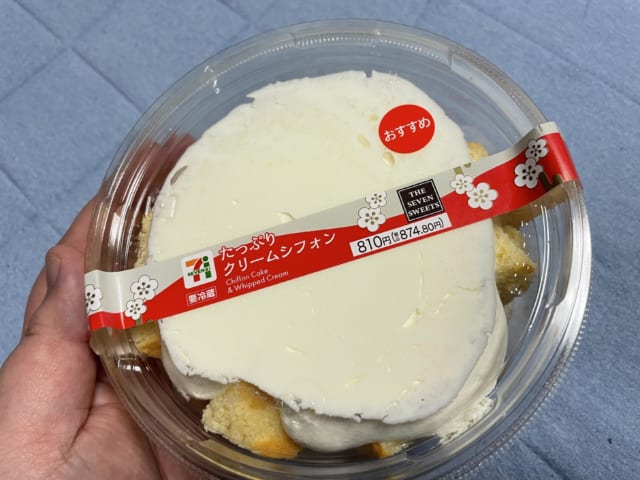 おすすめ
THE
SEVEN
SWEETS
たっぷり
クリームシフォン
Chiffon Cake
& Whipped Cream
要冷蔵
810円(税込874.80円)